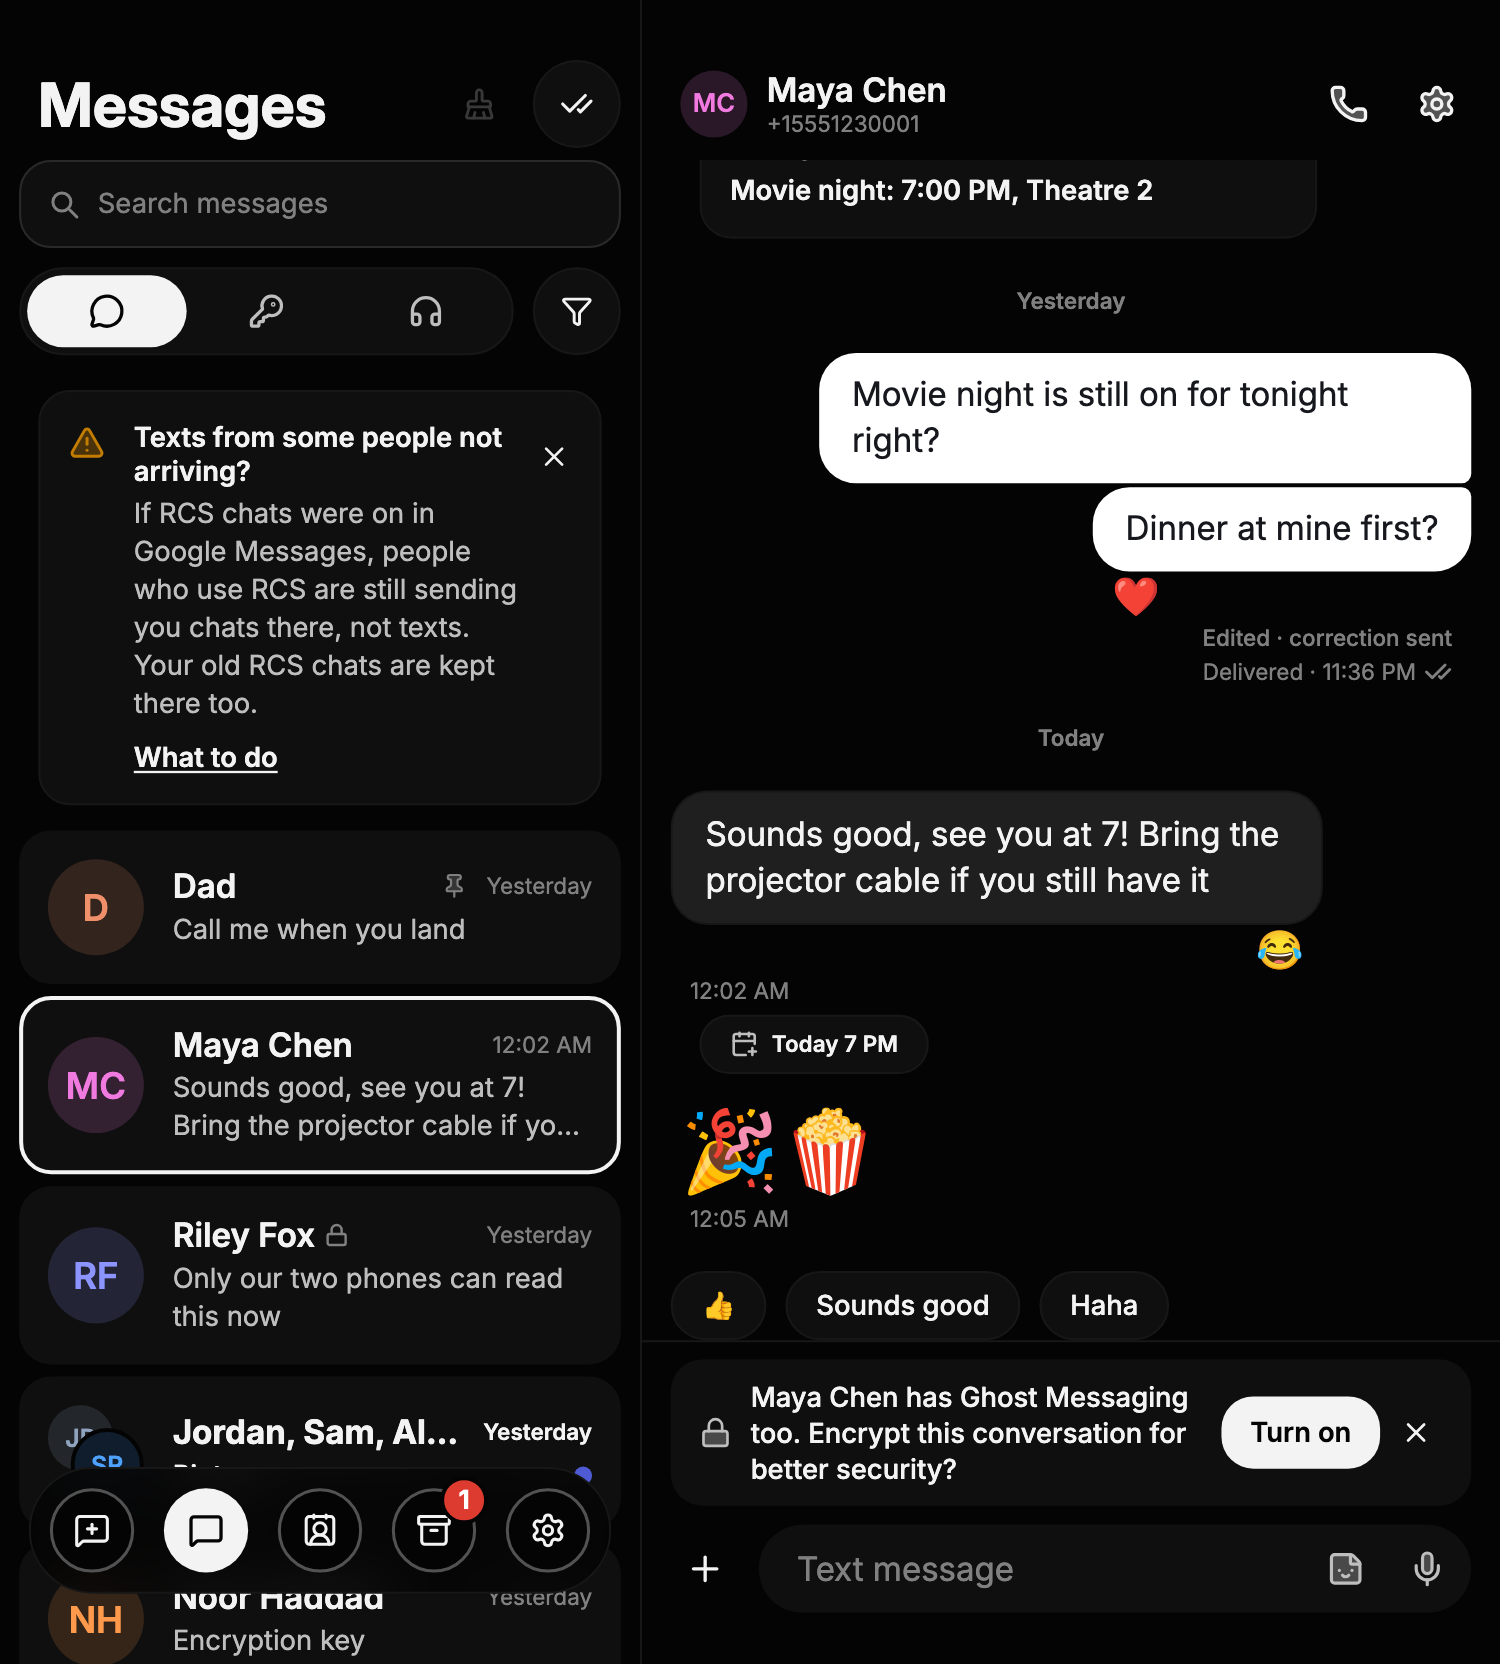 Messages
Search messages
Texts from some people not
arriving?
If RCS chats were on in
Google Messages, people
who use RCS are still sending
you chats there, not texts.
Your old RCS chats are kept
there too.
What to do
D
Dad
Yesterday
Call me when you land
MC
Maya Chen
12:02 AM
Sounds good, see you at 7!
Bring the projector cable if yo...
RF
Riley Fox
Yesterday
Only our two phones can read
this now
Jordan, Sam, Al...
Yesterday
SP
1
NH
Noor Haddad
Yesterday
Encryption key
MC
Maya Chen
+15551230001
Movie night: 7:00 PM, Theatre 2
Yesterday
Movie night is still on for tonight
right?
Dinner at mine first?
Edited · correction sent
Delivered · 11:36 PM
Today
Sounds good, see you at 7! Bring the
projector cable if you still have it
12:02 AM
Today 7 PM
12:05 AM
Sounds good
Haha
Maya Chen has Ghost Messaging
too. Encrypt this conversation for
better security?
Turn on
Text message